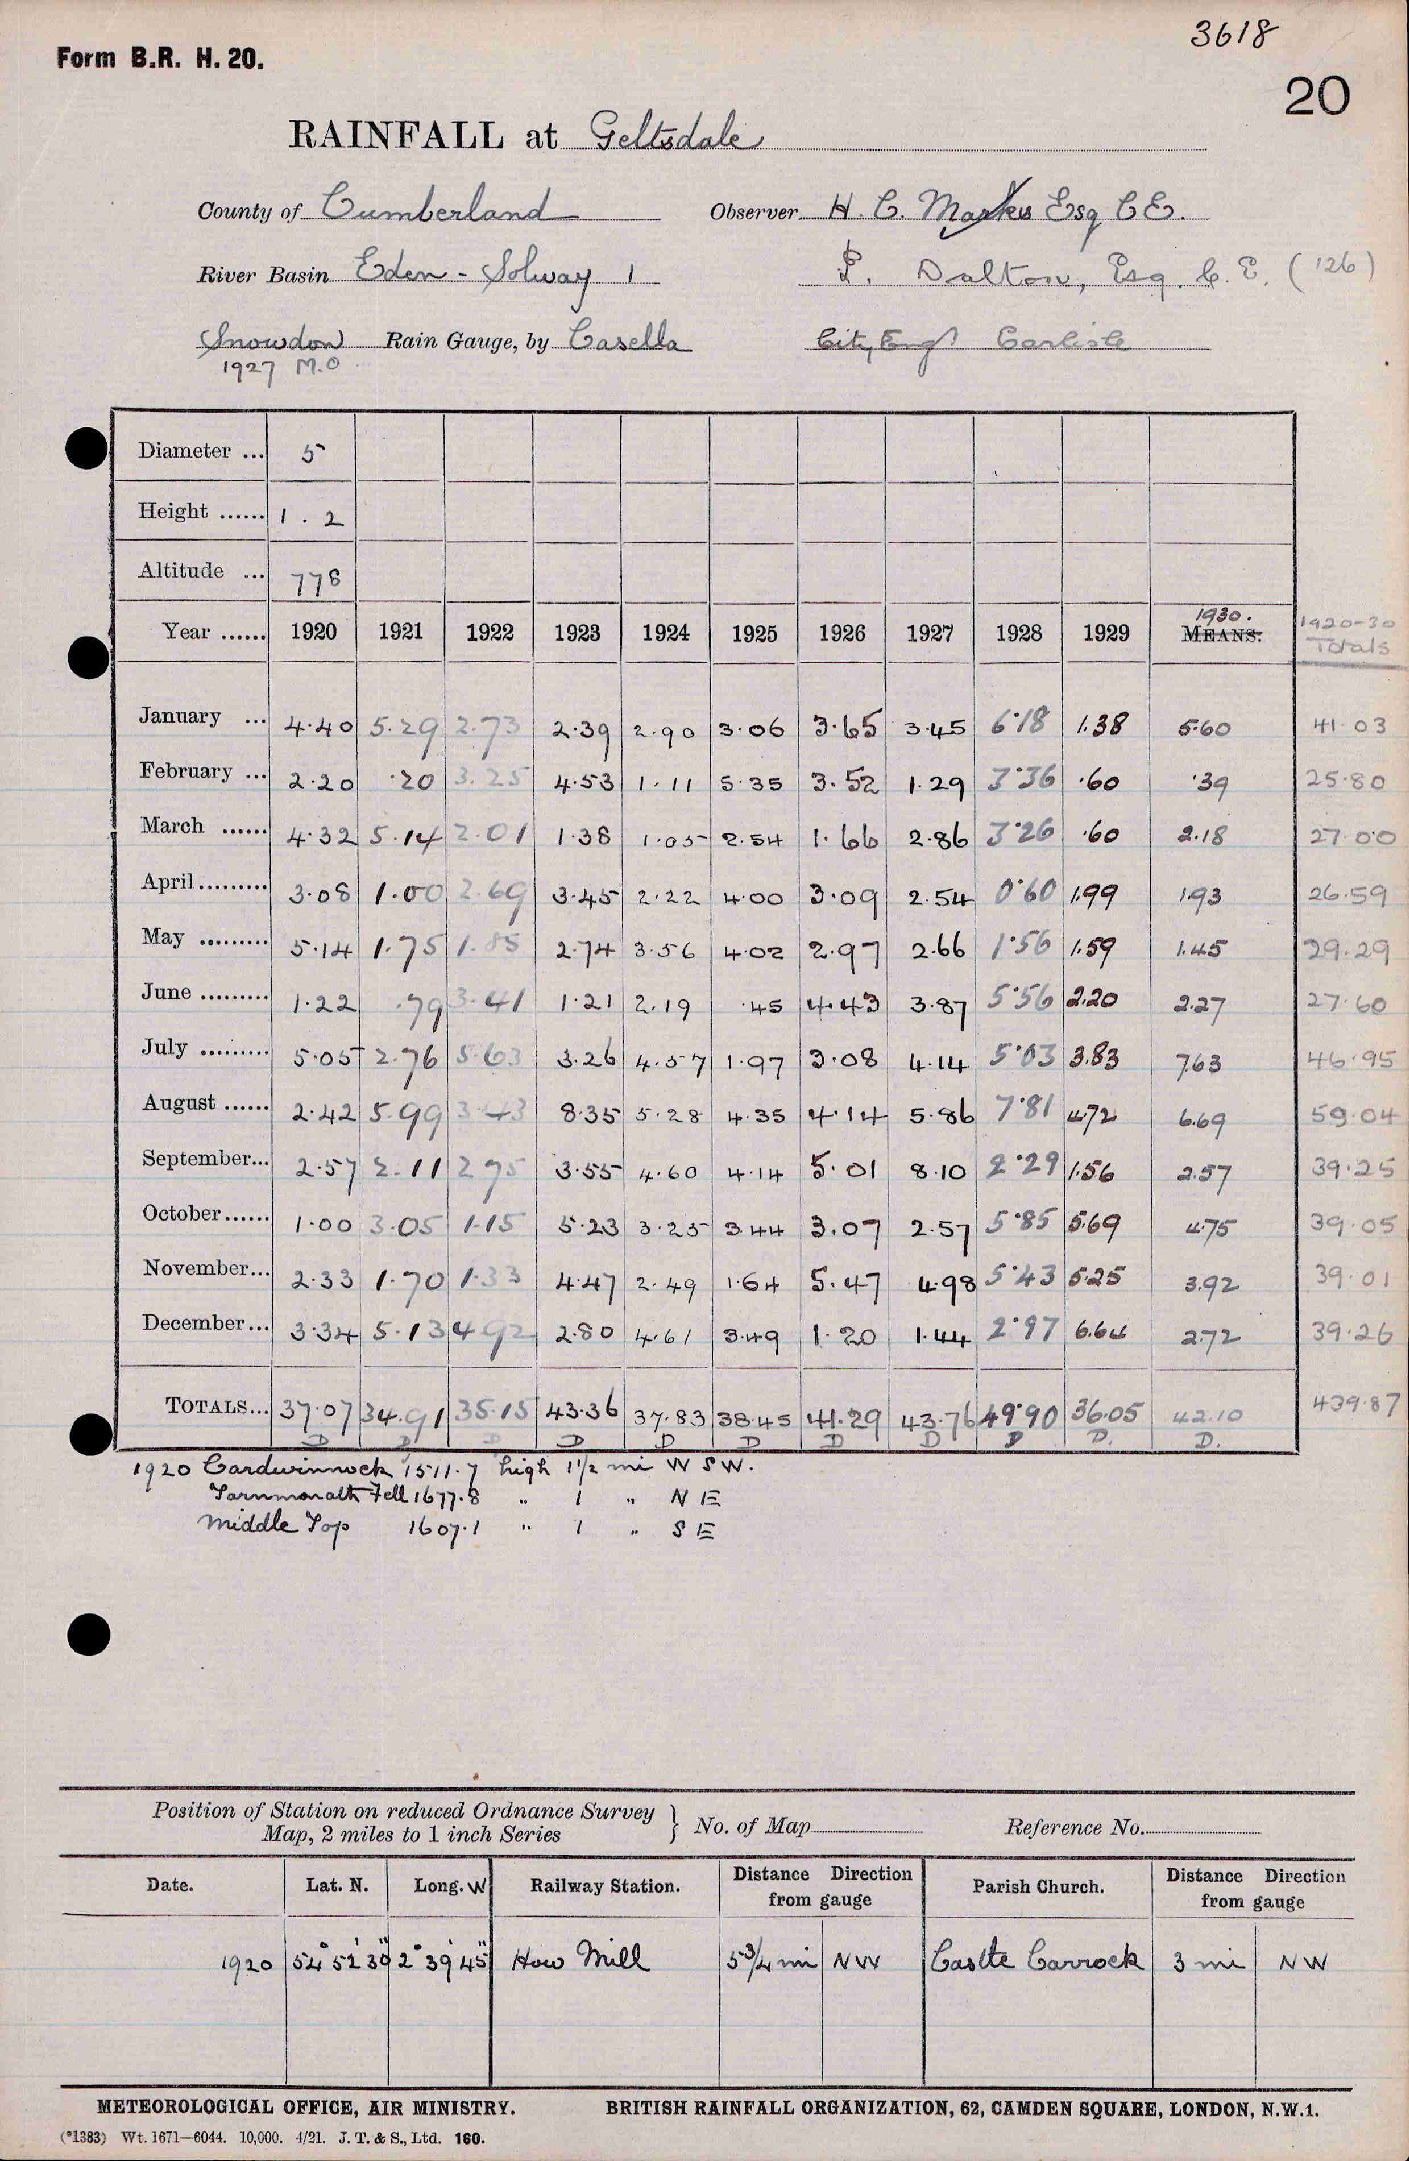 3618
Form B.R. H. 20.
20
RAINFALL at Geltsdale
County of Cumberland Observer H. C. Marks Esq C E.
River Basin Eden - Solway 1 P. Dalton, Esq. C. E. (126)
Snowdon Rain Gauge, by Casella City Engr Carlisle
1927 M.O.
Diameter ... 5
Height ...... 1 . 2
Altitude ... 778
1930. 1920-30
Year ...... 1920 1921 1922 1923 1924 1925 1926 1927 1928 1929 MEANS. Totals
January ... 4.40 5.29 2.73 2.39 2.90 3.06 3.65 3.45 6.18 1.38 5.60 41.03
February ... 2.20 .20 3.25 4.53 1.11 5.35 3.52 1.29 3.36 .60 .39 25.80
March ...... 4.32 5.14 2.01 1.38 1.05 2.54 1.66 2.86 3.26 .60 2.18 27.00
April ......... 3.08 1.00 2.69 3.45 2.22 4.00 3.09 2.54 0.60 1.99 1.93 26.59
May ......... 5.14 1.75 1.85 2.74 3.56 4.02 2.97 2.66 1.56 1.59 1.45 29.29
June ......... 1.22 .79 3.41 1.21 2.19 .45 4.43 3.87 5.56 2.20 2.27 27.60
July ......... 5.05 2.76 5.63 3.26 4.57 1.97 3.08 4.14 5.03 3.83 7.63 46.95
August ...... 2.42 5.99 3.43 8.35 5.28 4.35 4.14 5.86 7.81 4.72 6.69 59.04
September... 2.57 2.11 2.75 3.55 4.60 4.14 5.01 8.10 2.29 1.56 2.57 39.25
October...... 1.00 3.05 1.15 5.23 3.25 3.44 3.07 2.57 5.85 5.69 4.75 39.05
November... 2.33 1.70 1.33 4.47 2.49 1.64 5.47 4.98 5.43 5.25 3.92 39.01
December... 3.34 5.13 4.92 2.80 4.61 3.49 1.20 1.44 2.97 6.64 2.72 39.26
TOTALS... 37.07 34.91 35.15 43.36 37.83 38.45 41.29 43.76 49.90 36.05 42.10 439.87
D D D D D D D D D D. D.
1920 Cardwinnock 1511.7 high 1 1/2 mi W S W.
Tarnmonath Fell 1677.8 " 1 " N E
Middle Top 1607.1 " 1 " S E
Position of Station on reduced Ordnance Survey
Map, 2 miles to 1 inch Series } No. of Map Reference No.
Date. Lat. N. Long. W Railway Station. Distance Direction from gauge Parish Church. Distance Direction from gauge
1920 54° 52' 30" 2° 39' 45" How Mill 5 3/4 mi NW Caslte Carrock 3 mi N W
METEOROLOGICAL OFFICE, AIR MINISTRY. BRITISH RAINFALL ORGANIZATION, 62, CAMDEN SQUARE, LONDON, N.W.1.
(*1383) Wt. 1671—6044. 10,000. 4/21. J. T. & S., Ltd. 160.